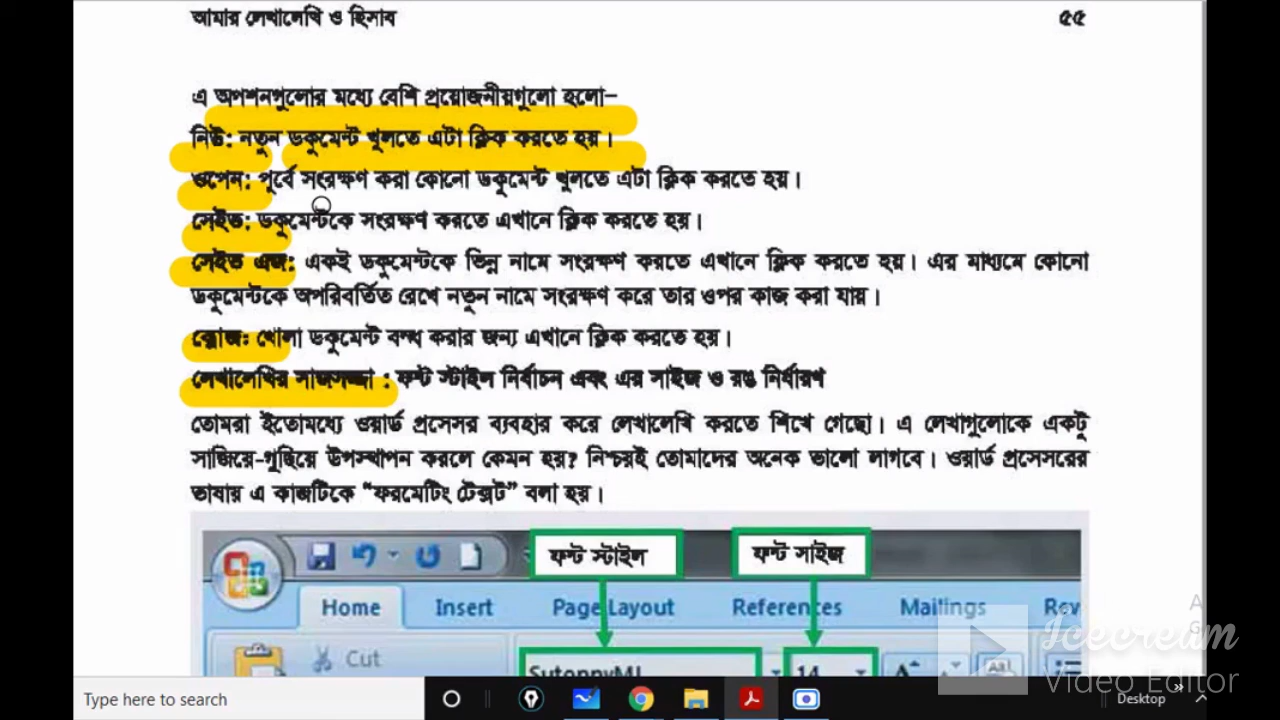 আমার লেখালেখি ও হিসাব ৫৫
এ অপশনগুলোর মধ্যে বেশি প্রয়োজনীয়গুলো হলো–
নিউ: নতুন ডকুমেন্ট খুলতে এটা ক্লিক করতে হয়।
ওপেন: পূর্বে সংরক্ষণ করা কোনো ডকুমেন্ট খুলতে এটা ক্লিক করতে হয়।
সেইভ: ডকুমেন্টকে সংরক্ষণ করতে এখানে ক্লিক করতে হয়।
সেইভ এজ: একই ডকুমেন্টকে ভিন্ন নামে সংরক্ষণ করতে এখানে ক্লিক করতে হয়। এর মাধ্যমে কোনো
ডকুমেন্টকে অপরিবর্তিত রেখে নতুন নামে সংরক্ষণ করে তার ওপর কাজ করা যায়।
ক্লোজ: খোলা ডকুমেন্ট বন্ধ করার জন্য এখানে ক্লিক করতে হয়।
লেখালেখির সাজসজ্জা : ফন্ট স্টাইল নির্বাচন এবং এর সাইজ ও রঙ নির্ধারণ
তোমরা ইতোমধ্যে ওয়ার্ড প্রসেসর ব্যবহার করে লেখালেখি করতে শিখে গেছো। এ লেখাগুলোকে একটু
সাজিয়ে-গুছিয়ে উপস্থাপন করলে কেমন হয়? নিশ্চয়ই তোমাদের অনেক ভালো লাগবে। ওয়ার্ড প্রসেসরের
ভাষায় এ কাজটিকে “ফরমেটিং টেক্সট” বলা হয়।
ফন্ট স্টাইল ফন্ট সাইজ
Home Insert Page Layout References Mailings Rev
Cut SutonnyMJ 14
Icecream
Video Editor
Type here to search Desktop